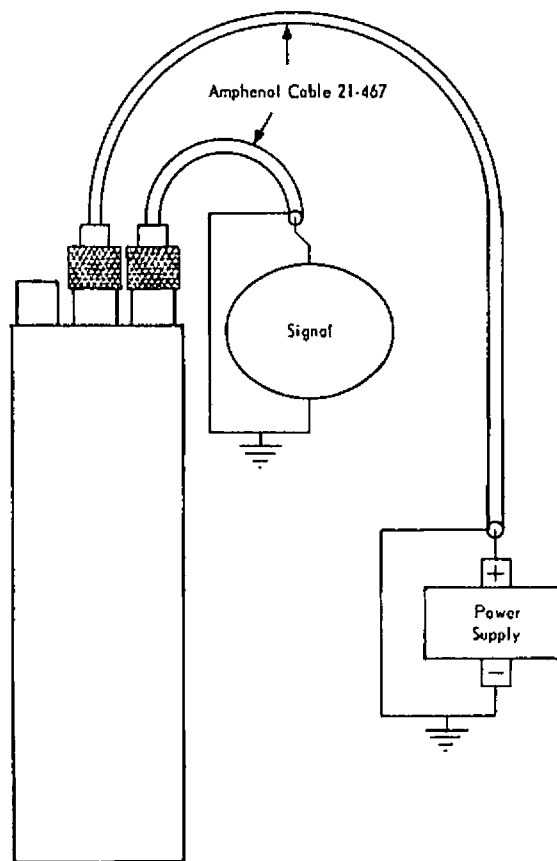 Amphenol Cable 21-467
Signal
+
Power
Supply
−